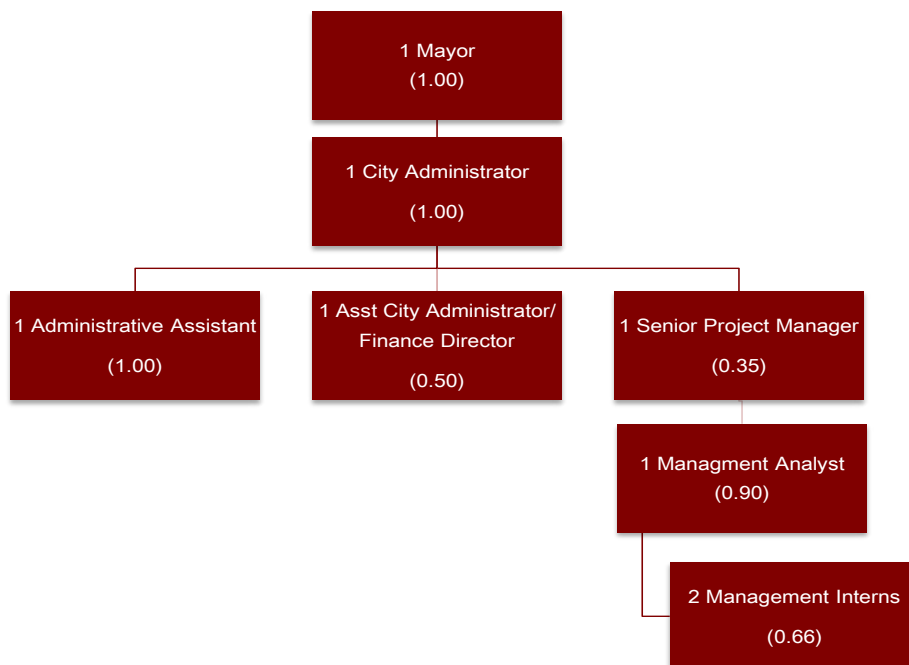 1 Mayor
(1.00)
1 City Administrator
(1.00)
1 Administrative Assistant
(1.00)
1 Asst City Administrator/
Finance Director
(0.50)
1 Senior Project Manager
(0.35)
1 Managment Analyst
(0.90)
2 Management Interns
(0.66)